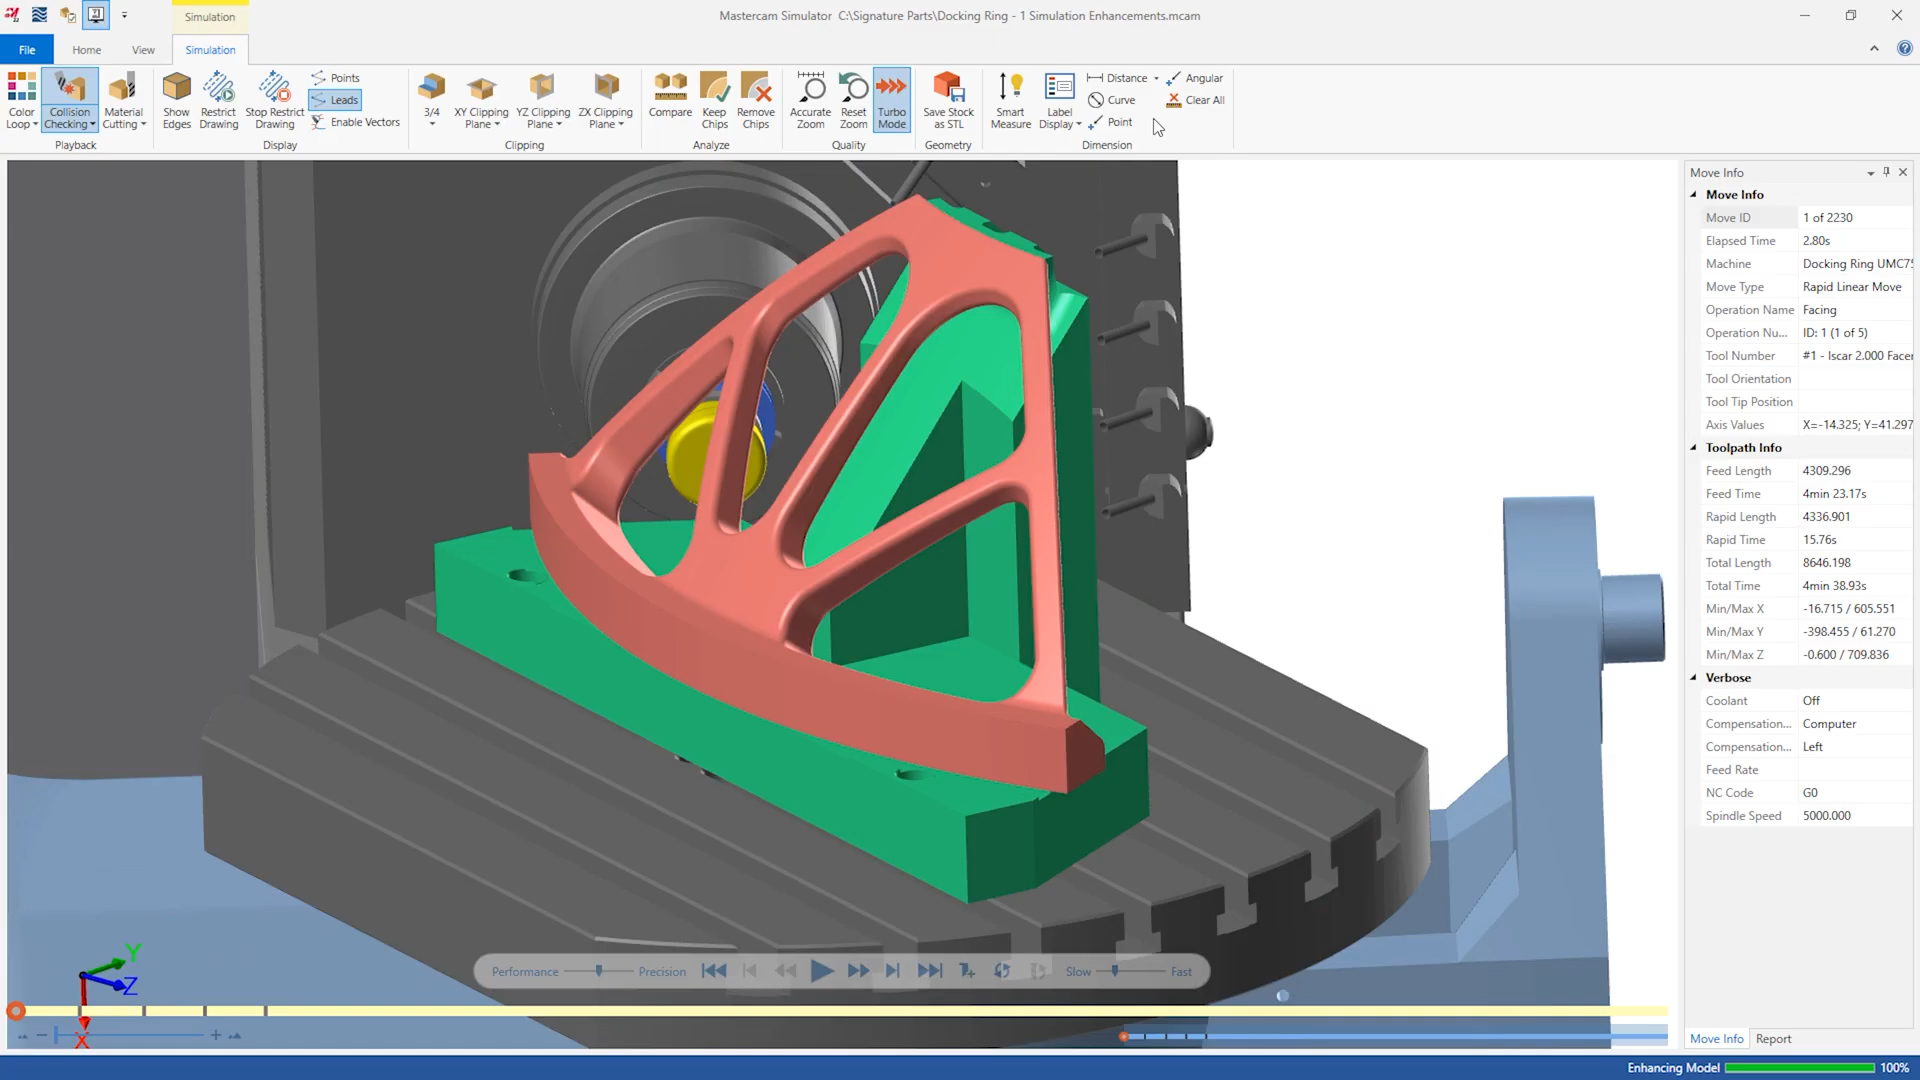 Simulation
Mastercam Simulator C:\Signature Parts\Docking Ring - 1 Simulation Enhancements.mcam
File
Home
View
Simulation
Color Loop
Collision Checking
Material Cutting
Playback
Show Edges
Restrict Drawing
Stop Restrict Drawing
Points
Leads
Enable Vectors
Display
3/4
XY Clipping Plane
YZ Clipping Plane
ZX Clipping Plane
Clipping
Compare
Keep Chips
Remove Chips
Analyze
Accurate Zoom
Reset Zoom
Turbo Mode
Quality
Save Stock as STL
Geometry
Smart Measure
Label Display
Distance
Curve
Point
Angular
Clear All
Dimension
Move Info
Move Info
Move ID 1 of 2230
Elapsed Time 2.80s
Machine Docking Ring UMC75
Move Type Rapid Linear Move
Operation Name Facing
Operation Nu... ID: 1 (1 of 5)
Tool Number #1 - Iscar 2.000 Facer
Tool Orientation
Tool Tip Position
Axis Values X=-14.325; Y=41.297
Toolpath Info
Feed Length 4309.296
Feed Time 4min 23.17s
Rapid Length 4336.901
Rapid Time 15.76s
Total Length 8646.198
Total Time 4min 38.93s
Min/Max X -16.715 / 605.551
Min/Max Y -398.455 / 61.270
Min/Max Z -0.600 / 709.836
Verbose
Coolant Off
Compensation... Computer
Compensation... Left
Feed Rate
NC Code G0
Spindle Speed 5000.000
Y
Z
X
Performance
Precision
Slow
Fast
Move Info
Report
Enhancing Model 100%